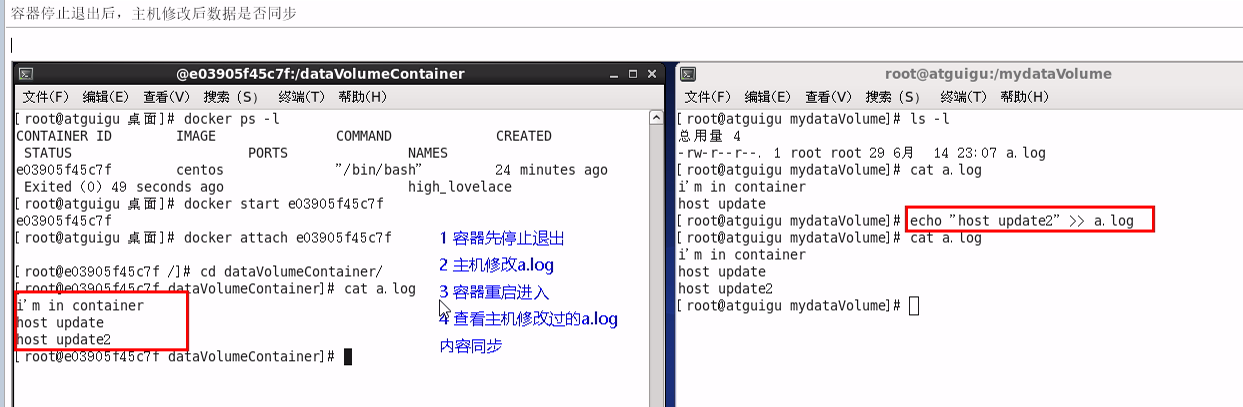 容器停止退出后，主机修改后数据是否同步
@e03905f45c7f:/dataVolumeContainer
文件(F) 编辑(E) 查看(V) 搜索 (S) 终端(T) 帮助(H)
[root@atguigu 桌面]# docker ps -l
CONTAINER ID IMAGE COMMAND CREATED
STATUS PORTS NAMES
e03905f45c7f centos "/bin/bash" 24 minutes ago
Exited (0) 49 seconds ago high_lovelace
[root@atguigu 桌面]# docker start e03905f45c7f
e03905f45c7f
[root@atguigu 桌面]# docker attach e03905f45c7f
[root@e03905f45c7f /]# cd dataVolumeContainer/
[root@e03905f45c7f dataVolumeContainer]# cat a.log
i'm in container
host update
host update2
[root@e03905f45c7f dataVolumeContainer]#
1 容器先停止退出
2 主机修改a.log
3 容器重启进入
4 查看主机修改过的a.log
内容同步
root@atguigu:/mydataVolume
文件(F) 编辑(E) 查看(V) 搜索 (S) 终端(T) 帮助(H)
[root@atguigu mydataVolume]# ls -l
总用量 4
-rw-r--r--. 1 root root 29 6月 14 23:07 a.log
[root@atguigu mydataVolume]# cat a.log
i'm in container
host update
[root@atguigu mydataVolume]# echo "host update2" >> a.log
[root@atguigu mydataVolume]# cat a.log
i'm in container
host update
host update2
[root@atguigu mydataVolume]#